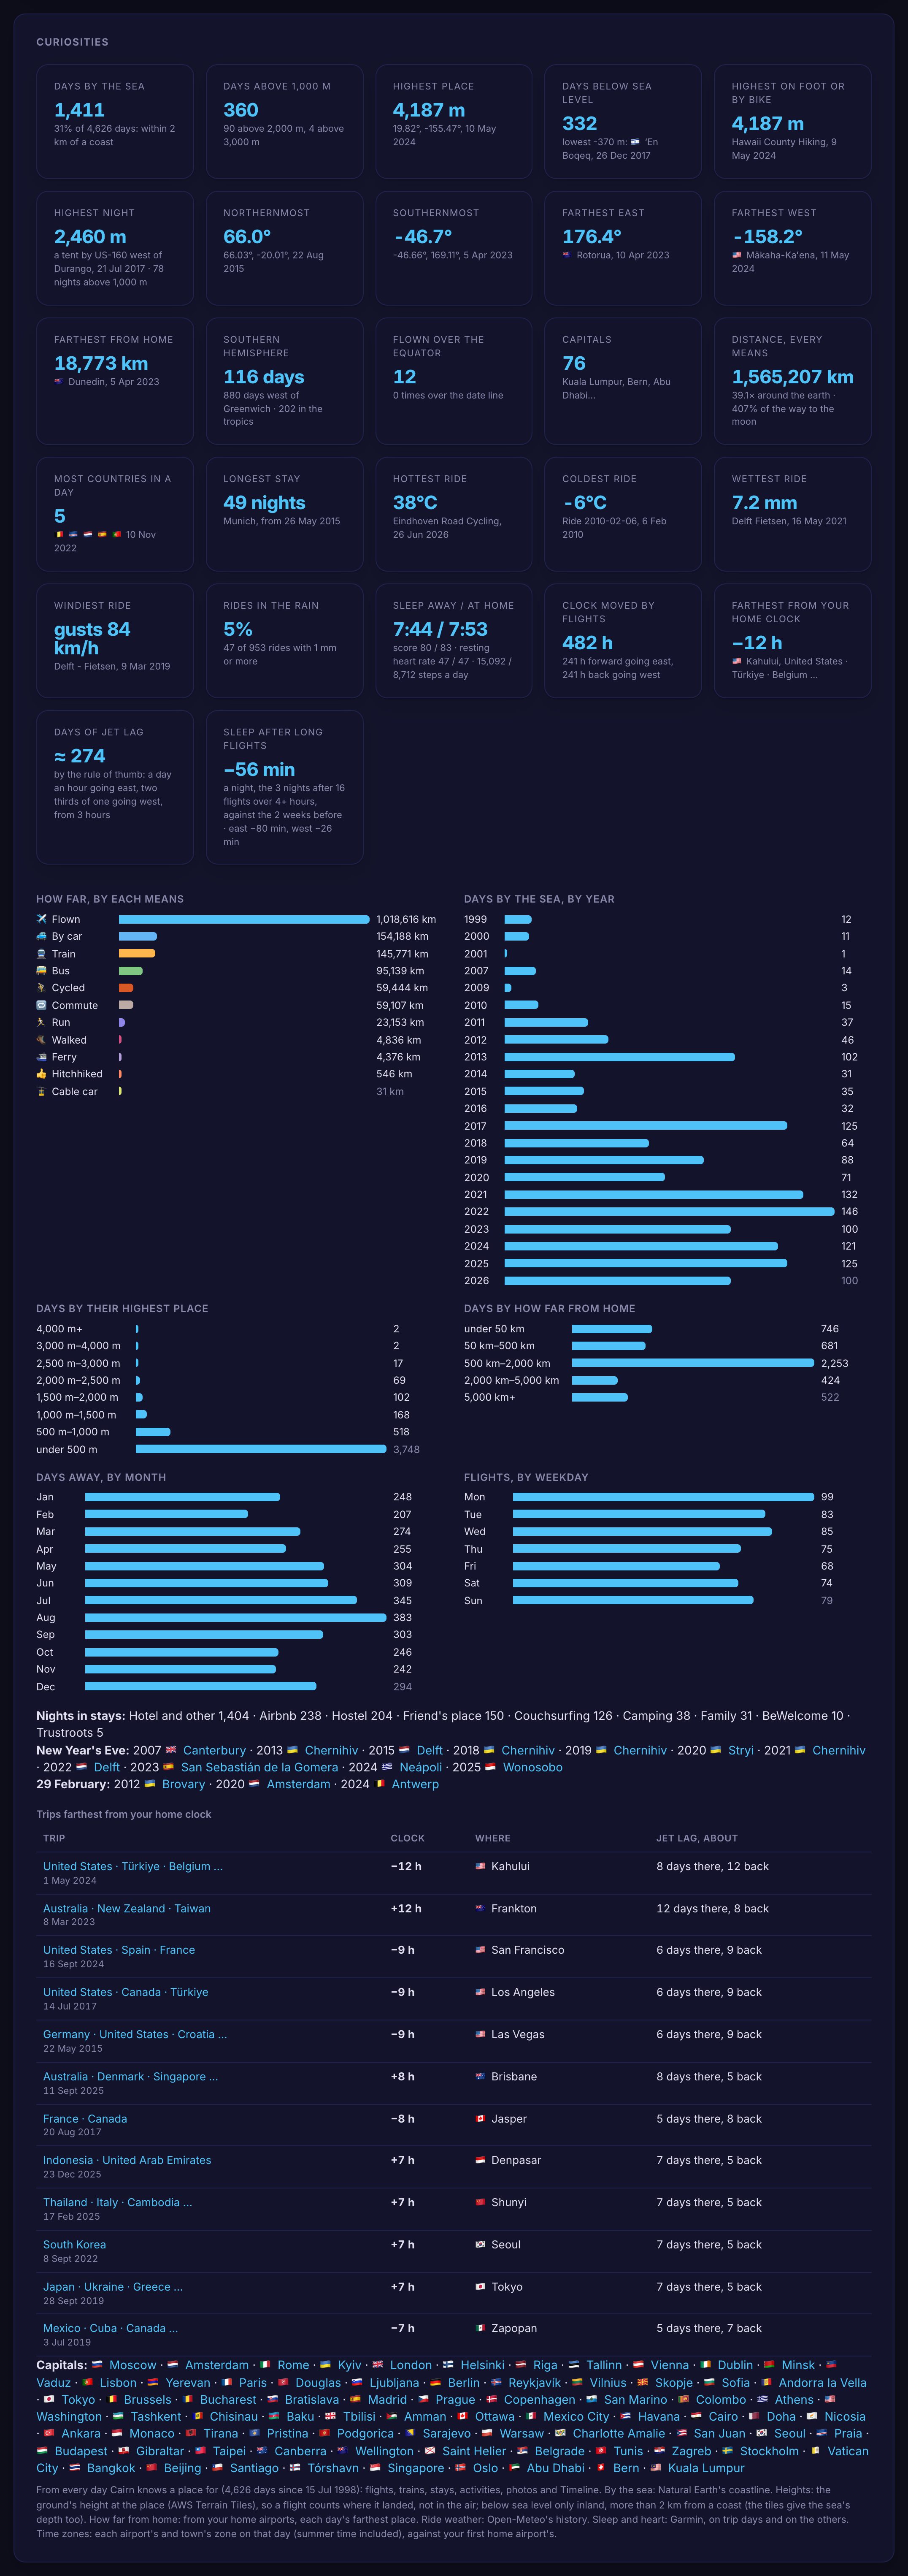 CURIOSITIES
DAYS BY THE SEA
1,411
31% of 4,626 days: within 2
km of a coast
DAYS ABOVE 1,000 M
360
90 above 2,000 m, 4 above
3,000 m
HIGHEST PLACE
4,187 m
19.82°, -155.47°, 10 May
2024
DAYS BELOW SEA
LEVEL
332
lowest -370 m: 'En
Boqeq, 26 Dec 2017
HIGHEST ON FOOT OR
BY BIKE
4,187 m
Hawaii County Hiking, 9
May 2024
HIGHEST NIGHT
2,460 m
a tent by US-160 west of
Durango, 21 Jul 2017 · 78
nights above 1,000 m
NORTHERNMOST
66.0°
66.03°, -20.01°, 22 Aug
2015
SOUTHERNMOST
-46.7°
-46.66°, 169.11°, 5 Apr 2023
FARTHEST EAST
176.4°
Rotorua, 10 Apr 2023
FARTHEST WEST
-158.2°
Mākaha-Ka'ena, 11 May
2024
FARTHEST FROM HOME
18,773 km
Dunedin, 5 Apr 2023
SOUTHERN
HEMISPHERE
116 days
880 days west of
Greenwich · 202 in the
tropics
FLOWN OVER THE
EQUATOR
12
0 times over the date line
CAPITALS
76
Kuala Lumpur, Bern, Abu
Dhabi...
DISTANCE, EVERY
MEANS
1,565,207 km
39.1× around the earth ·
407% of the way to the
moon
MOST COUNTRIES IN A
DAY
5
10 Nov
2022
LONGEST STAY
49 nights
Munich, from 26 May 2015
HOTTEST RIDE
38°C
Eindhoven Road Cycling,
26 Jun 2026
COLDEST RIDE
-6°C
Ride 2010-02-06, 6 Feb
2010
WETTEST RIDE
7.2 mm
Delft Fietsen, 16 May 2021
WINDIEST RIDE
gusts 84
km/h
Delft - Fietsen, 9 Mar 2019
RIDES IN THE RAIN
5%
47 of 953 rides with 1 mm
or more
SLEEP AWAY / AT HOME
7:44 / 7:53
score 80 / 83 · resting
heart rate 47 / 47 · 15,092 /
8,712 steps a day
CLOCK MOVED BY
FLIGHTS
482 h
241 h forward going east,
241 h back going west
FARTHEST FROM YOUR
HOME CLOCK
−12 h
Kahului, United States ·
Türkiye · Belgium ...
DAYS OF JET LAG
≈ 274
by the rule of thumb: a day
an hour going east, two
thirds of one going west,
from 3 hours
SLEEP AFTER LONG
FLIGHTS
−56 min
a night, the 3 nights after 16
flights over 4+ hours,
against the 2 weeks before
· east −80 min, west −26
min
HOW FAR, BY EACH MEANS
Flown 1,018,616 km
By car 154,188 km
Train 145,771 km
Bus 95,139 km
Cycled 59,444 km
Commute 59,107 km
Run 23,153 km
Walked 4,836 km
Ferry 4,376 km
Hitchhiked 546 km
Cable car 31 km
DAYS BY THE SEA, BY YEAR
1999 12
2000 11
2001 1
2007 14
2009 3
2010 15
2011 37
2012 46
2013 102
2014 31
2015 35
2016 32
2017 125
2018 64
2019 88
2020 71
2021 132
2022 146
2023 100
2024 121
2025 125
2026 100
DAYS BY THEIR HIGHEST PLACE
4,000 m+ 2
3,000 m–4,000 m 2
2,500 m–3,000 m 17
2,000 m–2,500 m 69
1,500 m–2,000 m 102
1,000 m–1,500 m 168
500 m–1,000 m 518
under 500 m 3,748
DAYS BY HOW FAR FROM HOME
under 50 km 746
50 km–500 km 681
500 km–2,000 km 2,253
2,000 km–5,000 km 424
5,000 km+ 522
DAYS AWAY, BY MONTH
Jan 248
Feb 207
Mar 274
Apr 255
May 304
Jun 309
Jul 345
Aug 383
Sep 303
Oct 246
Nov 242
Dec 294
FLIGHTS, BY WEEKDAY
Mon 99
Tue 83
Wed 85
Thu 75
Fri 68
Sat 74
Sun 79
Nights in stays: Hotel and other 1,404 · Airbnb 238 · Hostel 204 · Friend's place 150 · Couchsurfing 126 · Camping 38 · Family 31 · BeWelcome 10 ·
Trustroots 5
New Year's Eve: 2007 Canterbury · 2013 Chernihiv · 2015 Delft · 2018 Chernihiv · 2019 Chernihiv · 2020 Stryi · 2021 Chernihiv
· 2022 Delft · 2023 San Sebastián de la Gomera · 2024 Neápoli · 2025 Wonosobo
29 February: 2012 Brovary · 2020 Amsterdam · 2024 Antwerp
Trips farthest from your home clock
TRIP CLOCK WHERE JET LAG, ABOUT
United States · Türkiye · Belgium ... −12 h Kahului 8 days there, 12 back
1 May 2024
Australia · New Zealand · Taiwan +12 h Frankton 12 days there, 8 back
8 Mar 2023
United States · Spain · France −9 h San Francisco 6 days there, 9 back
16 Sept 2024
United States · Canada · Türkiye −9 h Los Angeles 6 days there, 9 back
14 Jul 2017
Germany · United States · Croatia ... −9 h Las Vegas 6 days there, 9 back
22 May 2015
Australia · Denmark · Singapore ... +8 h Brisbane 8 days there, 5 back
11 Sept 2025
France · Canada −8 h Jasper 5 days there, 8 back
20 Aug 2017
Indonesia · United Arab Emirates +7 h Denpasar 7 days there, 5 back
23 Dec 2025
Thailand · Italy · Cambodia ... +7 h Shunyi 7 days there, 5 back
17 Feb 2025
South Korea +7 h Seoul 7 days there, 5 back
8 Sept 2022
Japan · Ukraine · Greece ... +7 h Tokyo 7 days there, 5 back
28 Sept 2019
Mexico · Cuba · Canada ... −7 h Zapopan 5 days there, 7 back
3 Jul 2019
Capitals: Moscow · Amsterdam · Rome · Kyiv · London · Helsinki · Riga · Tallinn · Vienna · Dublin · Minsk ·
Vaduz · Lisbon · Yerevan · Paris · Douglas · Ljubljana · Berlin · Reykjavík · Vilnius · Skopje · Sofia · Andorra la Vella
· Tokyo · Brussels · Bucharest · Bratislava · Madrid · Prague · Copenhagen · San Marino · Colombo · Athens ·
Washington · Tashkent · Chisinau · Baku · Tbilisi · Amman · Ottawa · Mexico City · Havana · Cairo · Doha · Nicosia
· Ankara · Monaco · Tirana · Pristina · Podgorica · Sarajevo · Warsaw · Charlotte Amalie · San Juan · Seoul · Praia ·
Budapest · Gibraltar · Taipei · Canberra · Wellington · Saint Helier · Belgrade · Tunis · Zagreb · Stockholm · Vatican
City · Bangkok · Beijing · Santiago · Tórshavn · Singapore · Oslo · Abu Dhabi · Bern · Kuala Lumpur
From every day Cairn knows a place for (4,626 days since 15 Jul 1998): flights, trains, stays, activities, photos and Timeline. By the sea: Natural Earth's coastline. Heights: the
ground's height at the place (AWS Terrain Tiles), so a flight counts where it landed, not in the air; below sea level only inland, more than 2 km from a coast (the tiles give the sea's
depth too). How far from home: from your home airports, each day's farthest place. Ride weather: Open-Meteo's history. Sleep and heart: Garmin, on trip days and on the others.
Time zones: each airport's and town's zone on that day (summer time included), against your first home airport's.